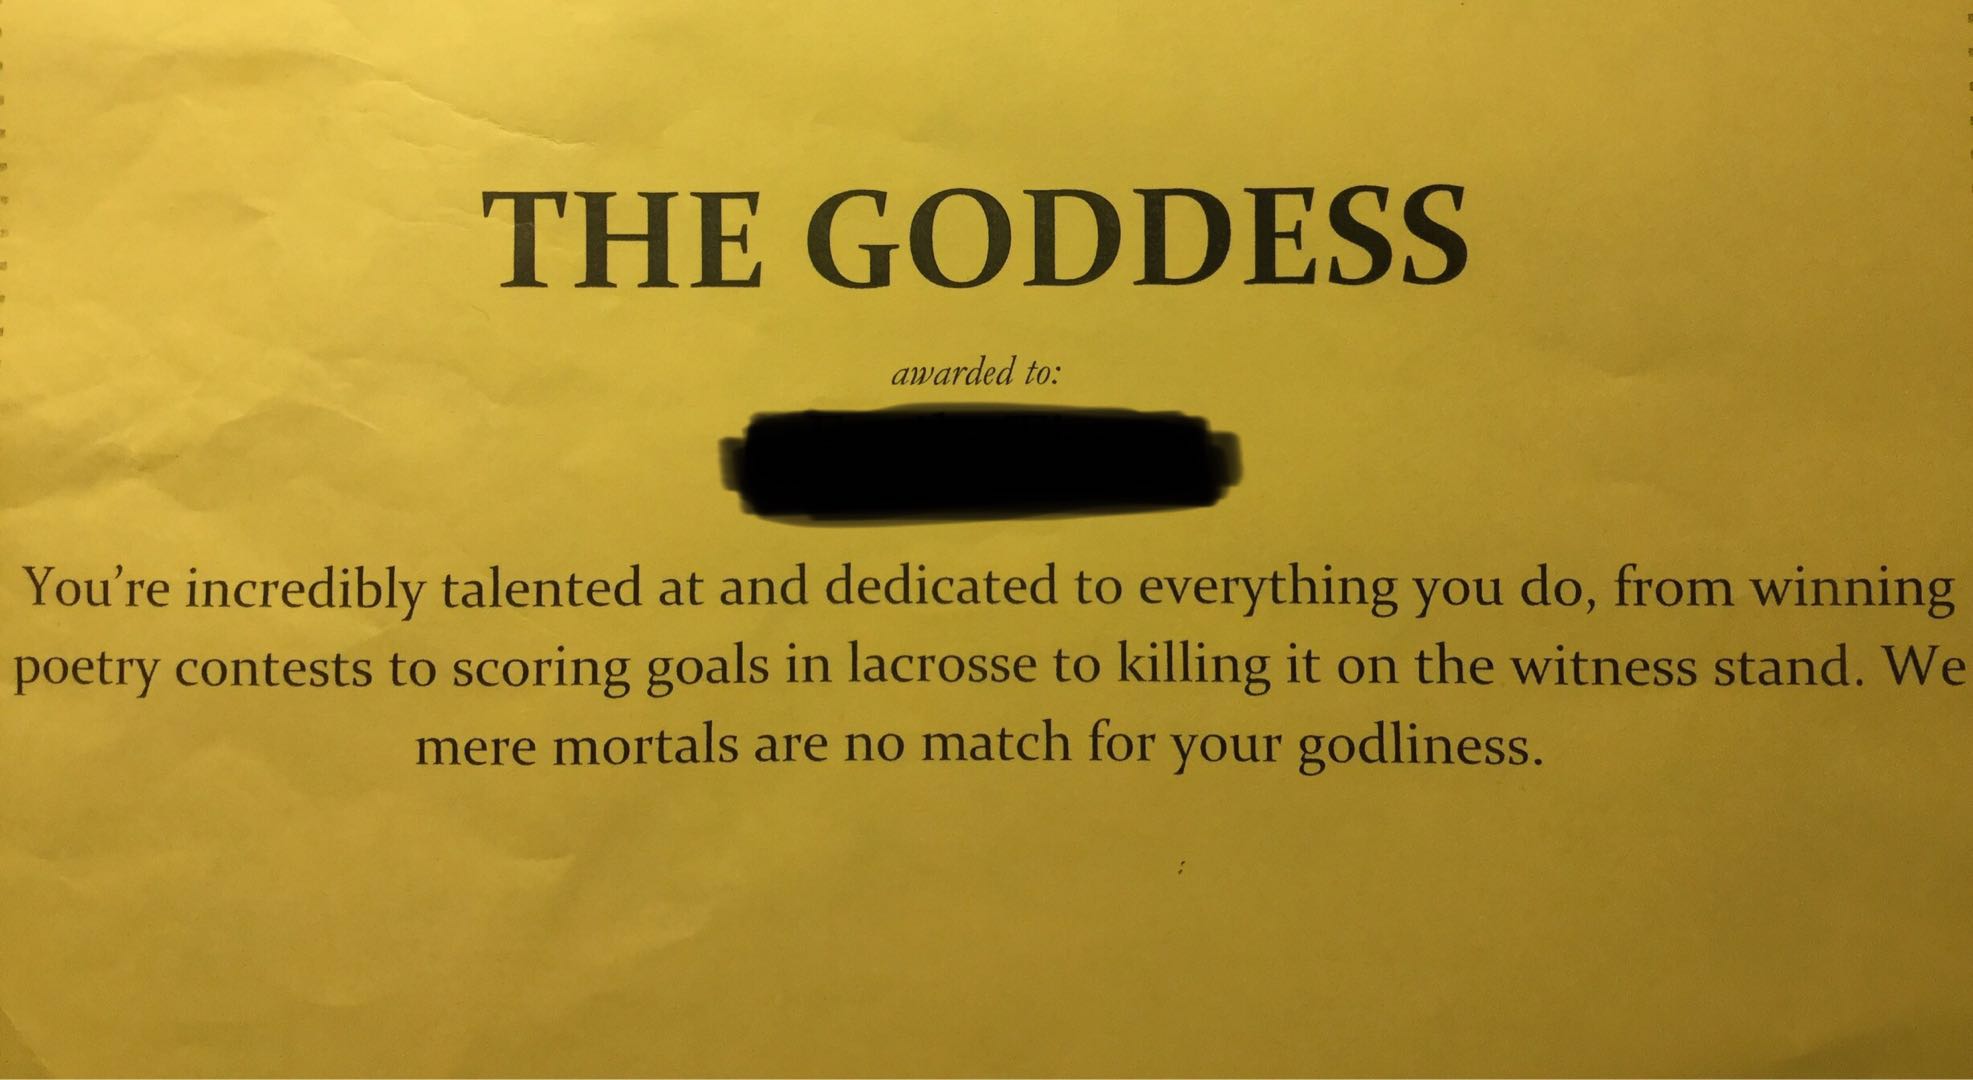 THE GODDESS
awarded to:
You’re incredibly talented at and dedicated to everything you do, from winning
poetry contests to scoring goals in lacrosse to killing it on the witness stand. We
mere mortals are no match for your godliness.